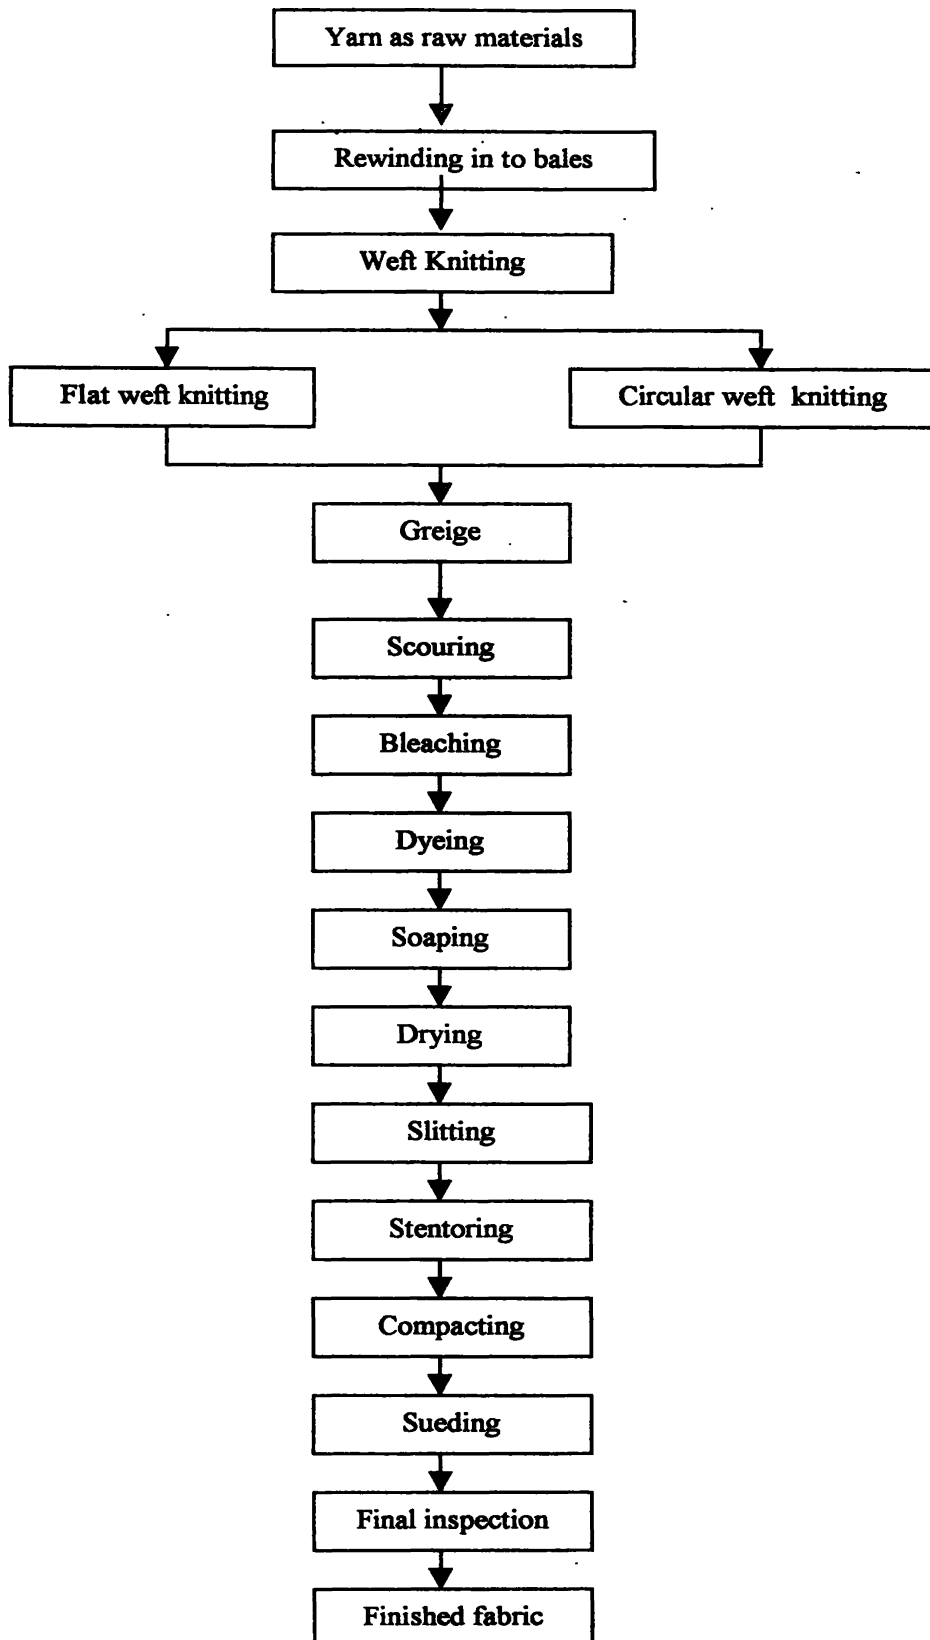 Yarn as raw materials
Rewinding in to bales
Weft Knitting
Flat weft knitting
Circular weft knitting
Greige
Scouring
Bleaching
Dyeing
Soaping
Drying
Slitting
Stentoring
Compacting
Sueding
Final inspection
Finished fabric